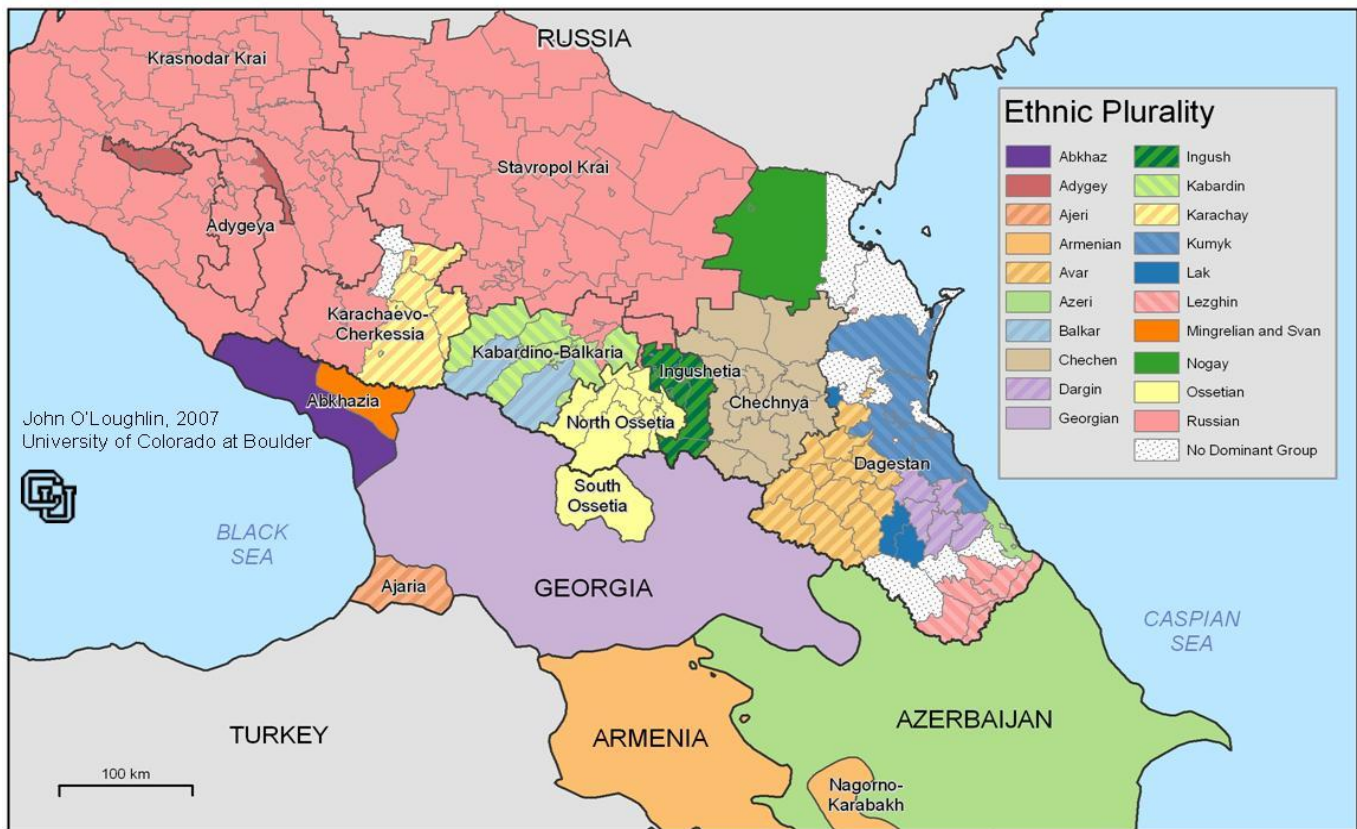 RUSSIA
Krasnodar Krai
Stavropol Krai
Adygeya
Karachaevo-
Cherkessia
Kabardino-Balkaria
Ingushetia
Abkhazia
North Ossetia
Chechnya
John O'Loughlin, 2007
University of Colorado at Boulder
CU
Dagestan
South
Ossetia
BLACK
SEA
Ajaria
GEORGIA
CASPIAN
SEA
TURKEY
ARMENIA
AZERBAIJAN
100 km
Nagorno-
Karabakh
Ethnic Plurality
Abkhaz
Adygey
Ajeri
Armenian
Avar
Azeri
Balkar
Chechen
Dargin
Georgian
Ingush
Kabardin
Karachay
Kumyk
Lak
Lezghin
Mingrelian and Svan
Nogay
Ossetian
Russian
No Dominant Group